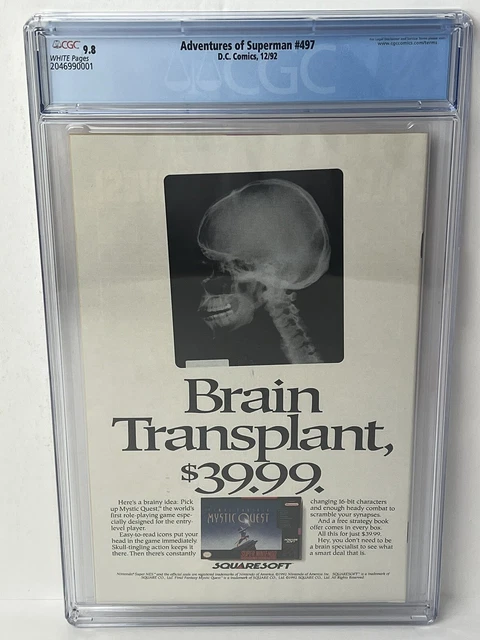 CGC 9.8
WHITE Pages
2046990001
Adventures of Superman #497
D.C. Comics, 12/92
www.cgccomics.com/terms
CGC
Brain
Transplant,
$39.99.
Here's a brainy idea: Pick
up Mystic Quest,™ the world's
first role-playing game espe-
cially designed for the entry-
level player.
Easy-to-read icons put your
head in the game immediately
Skull-tingling action keeps it
there. Then there's constantly
MYSTIC QUEST
changing 16-bit characters
and enough heady combat to
scramble your synapses.
And a free strategy book
offer comes in every box.
All this for just $39.99.
Hey, you don't need to be
a brain specialist to see what
a smart deal that is.
SQUARESOFT